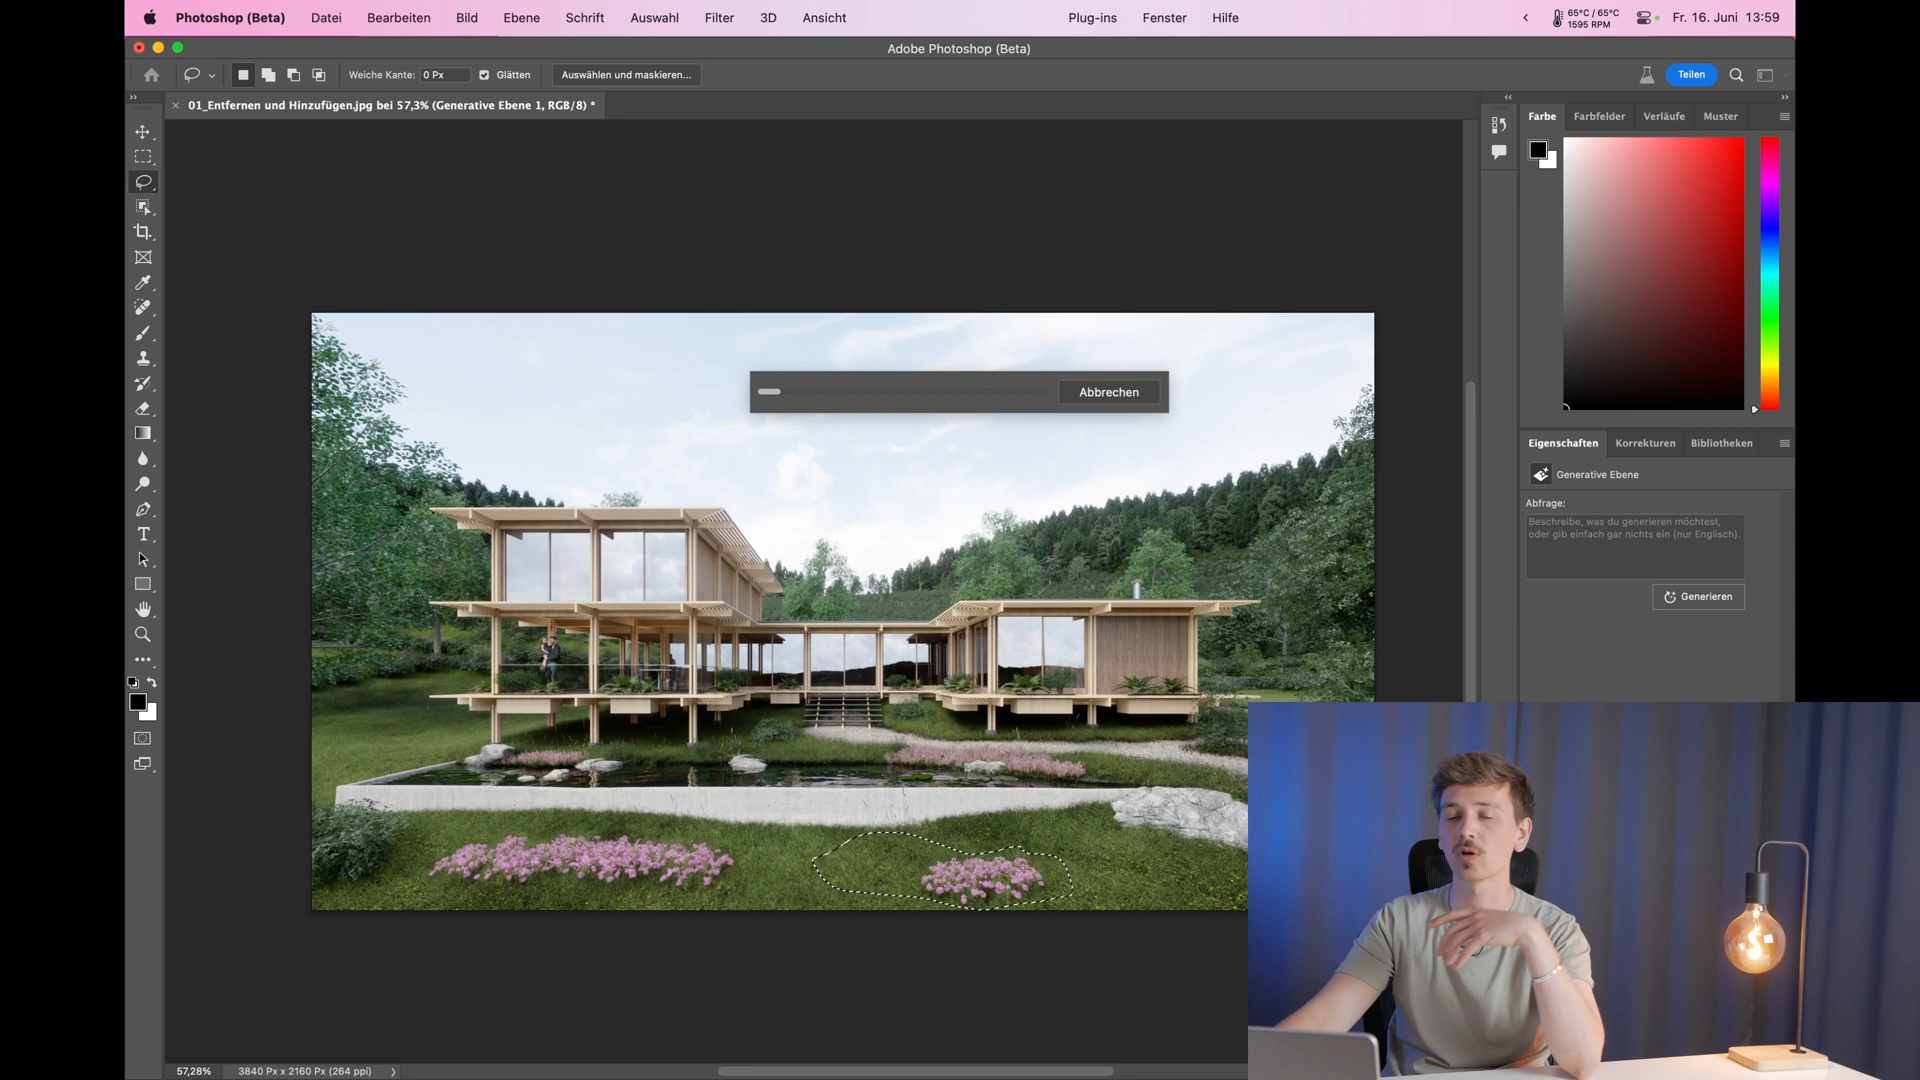 Photoshop (Beta) Datei Bearbeiten Bild Ebene Schrift Auswahl Filter 3D Ansicht Plug-ins Fenster Hilfe
65°C / 65°C
1595 RPM
Fr. 16. Juni 13:59
Adobe Photoshop (Beta)
Weiche Kante: 0 Px Glätten Auswählen und maskieren... Teilen
01_Entfernen und Hinzufügen.jpg bei 57,3% (Generative Ebene 1, RGB/8) *
Farbe Farbfelder Verläufe Muster
Abbrechen
Eigenschaften Korrekturen Bibliotheken
Generative Ebene
Abfrage:
Beschreibe, was du generieren möchtest,
oder gib einfach gar nichts ein (nur Englisch).
Generieren
57,28% 3840 Px x 2160 Px (264 ppi)